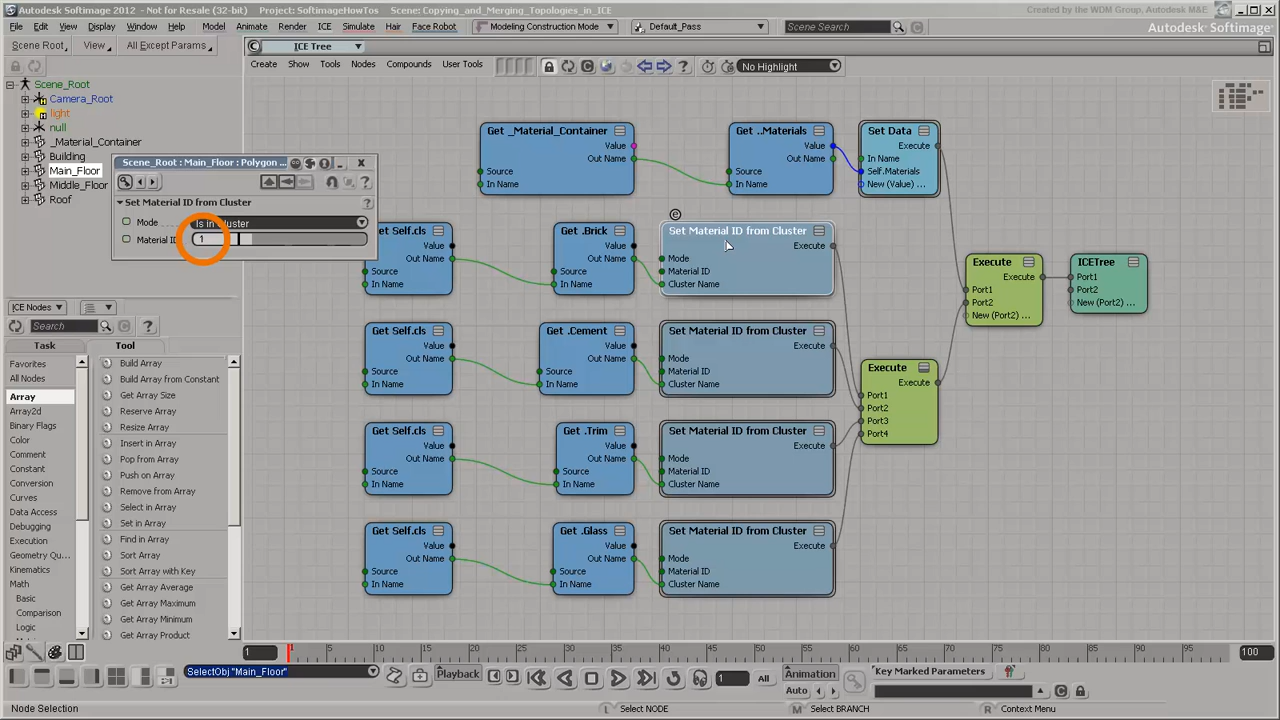 Autodesk Softimage 2012 - Not for Resale (32-bit) Project: SoftimageHowTos Scene: Copying_and_Merging_Topologies_in_ICE Created by the WDM Group, Autodesk M&E
File Edit Display Window Help Model Animate Render ICE Simulate Hair Face Robot Modeling Construction Mode Default_Pass Scene Search Autodesk Softimage
Scene Root... View... All Except Params... ICE Tree
Create Show Tools Nodes Compounds User Tools No Highlight
Scene_Root
Camera_Root
light
null
_Material_Container
Building
Main_Floor
Middle_Floor
Roof
Scene_Root : Main_Floor : Polygon ...
Set Material ID from Cluster
Mode Is in Cluster
Material ID 1
Get _Material_Container
Value
Out Name
Source
In Name
Get ..Materials
Value
Out Name
Source
In Name
Set Data
Execute
In Name
Self.Materials
New (Value) ...
Get Self.cls
Value
Out Name
Source
In Name
Get .Brick
Value
Out Name
Source
In Name
Set Material ID from Cluster
Execute
Mode
Material ID
Cluster Name
Get Self.cls
Value
Out Name
Source
In Name
Get .Cement
Value
Out Name
Source
In Name
Set Material ID from Cluster
Execute
Mode
Material ID
Cluster Name
Get Self.cls
Value
Out Name
Source
In Name
Get .Trim
Value
Out Name
Source
In Name
Set Material ID from Cluster
Execute
Mode
Material ID
Cluster Name
Get Self.cls
Value
Out Name
Source
In Name
Get .Glass
Value
Out Name
Source
In Name
Set Material ID from Cluster
Execute
Mode
Material ID
Cluster Name
Execute
Execute
Port1
Port2
New (Port2) ...
ICETree
Port1
Port2
New (Port2) ...
Execute
Execute
Port1
Port2
Port3
Port4
ICE Nodes
Search
Task Tool
Favorites
All Nodes
Array
Array2d
Binary Flags
Color
Comment
Constant
Conversion
Curves
Data Access
Debugging
Execution
Geometry Qu...
Kinematics
Math
Basic
Comparison
Logic
Build Array
Build Array from Constant
Get Array Size
Reserve Array
Resize Array
Insert in Array
Pop from Array
Push on Array
Remove from Array
Select in Array
Set in Array
Find in Array
Sort Array
Sort Array with Key
Get Array Average
Get Array Maximum
Get Array Minimum
Get Array Product
1 5 10 15 20 25 30 35 40 45 50 55 60 65 70 75 80 85 90 95 100
SelectObj "Main_Floor" Playback 1 All Animation Key Marked Parameters
Auto
Node Selection L Select NODE M Select BRANCH R Context Menu